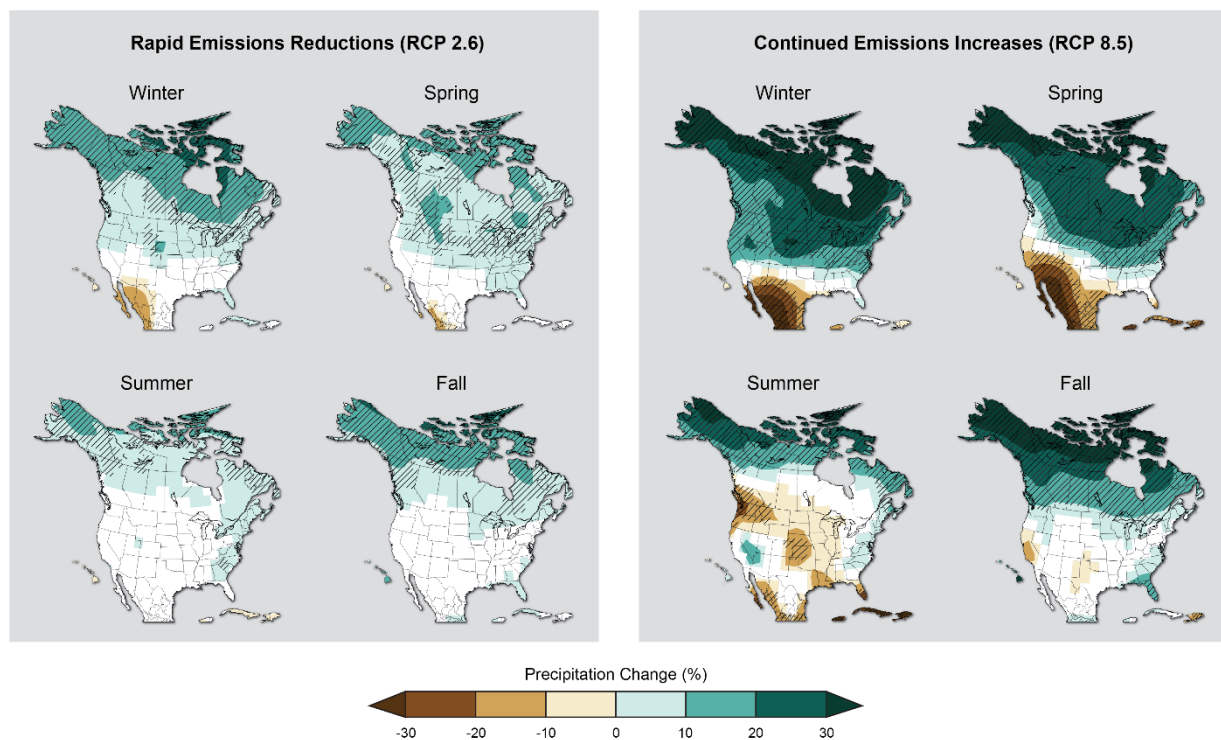 Rapid Emissions Reductions (RCP 2.6)
Winter
Spring
Summer
Fall
Continued Emissions Increases (RCP 8.5)
Winter
Spring
Summer
Fall
Precipitation Change (%)
-30 -20 -10 0 10 20 30